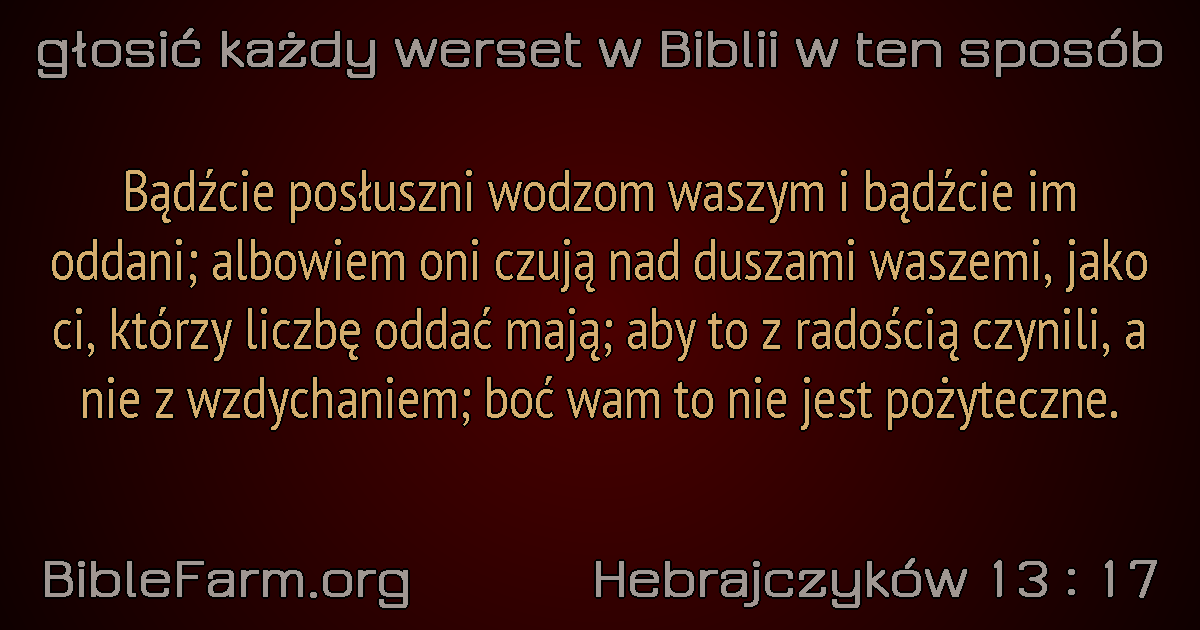 głosić każdy werset w Biblii w ten sposób
Bądźcie posłuszni wodzom waszym i bądźcie im
oddani; albowiem oni czują nad duszami waszemi, jako
ci, którzy liczbę oddać mają; aby to z radością czynili, a
nie z wzdychaniem; boć wam to nie jest pożyteczne.
BibleFarm.org
Hebrajczyków 13 : 17